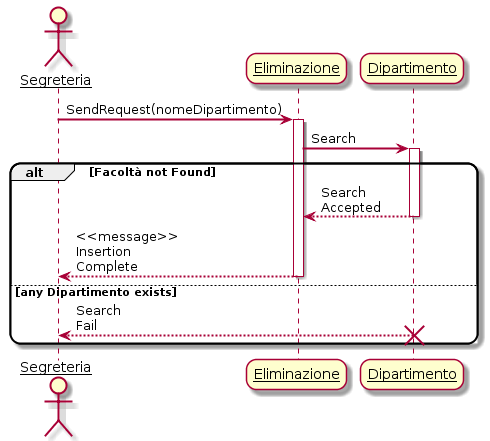 Segreteria
Eliminazione
Dipartimento
SendRequest(nomeDipartimento)
Search
alt
[Facoltà not Found]
Search
Accepted
<<message>>
Insertion
Complete
[any Dipartimento exists]
Search
Fail
Segreteria
Eliminazione
Dipartimento